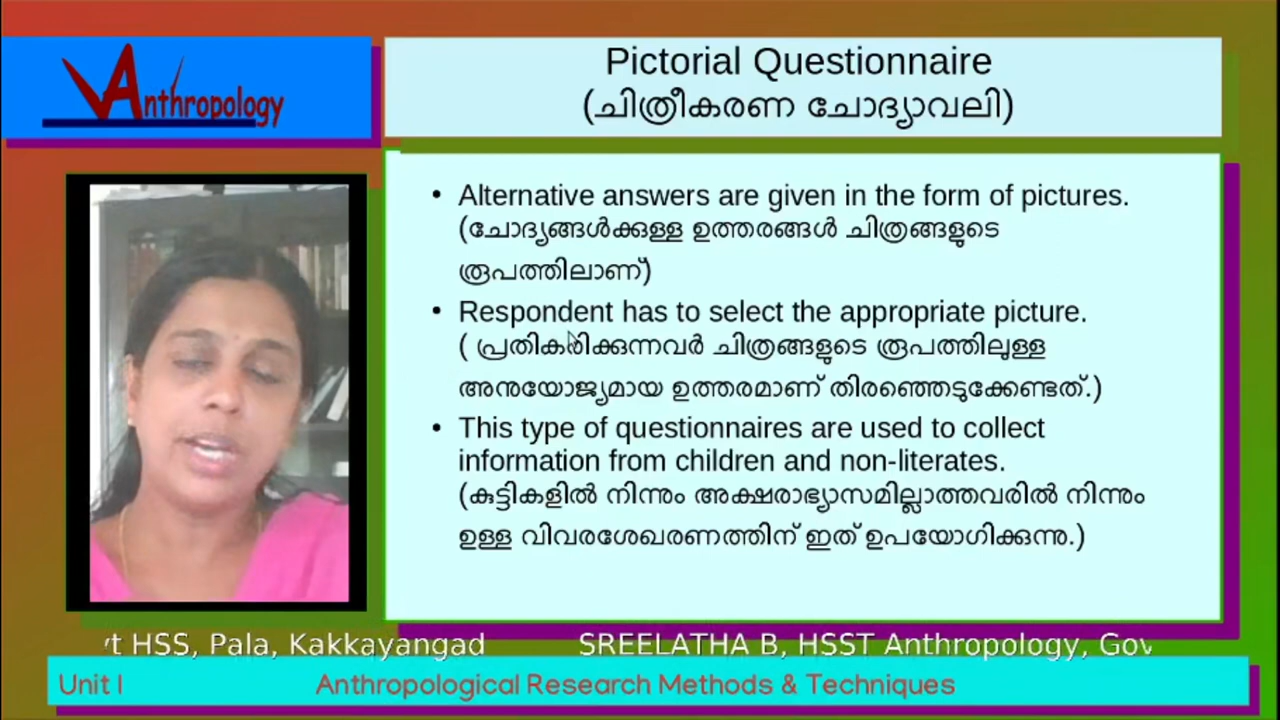 Anthropology
Pictorial Questionnaire
(ചിത്രീകരണ ചോദ്യാവലി)
• Alternative answers are given in the form of pictures.
(ചോദ്യങ്ങൾക്കുള്ള ഉത്തരങ്ങൾ ചിത്രങ്ങളുടെ
രൂപത്തിലാണ്)
• Respondent has to select the appropriate picture.
( പ്രതികരിക്കുന്നവർ ചിത്രങ്ങളുടെ രൂപത്തിലുള്ള
അനുയോജ്യമായ ഉത്തരമാണ് തിരഞ്ഞെടുക്കേണ്ടത്.)
• This type of questionnaires are used to collect
information from children and non-literates.
(കുട്ടികളിൽ നിന്നും അക്ഷരാഭ്യാസമില്ലാത്തവരിൽ നിന്നും
ഉള്ള വിവരശേഖരണത്തിന് ഇത് ഉപയോഗിക്കുന്നു.)
HSS, Pala, Kakkayangad SREELATHA B, HSST Anthropology,
Unit I Anthropological Research Methods & Techniques